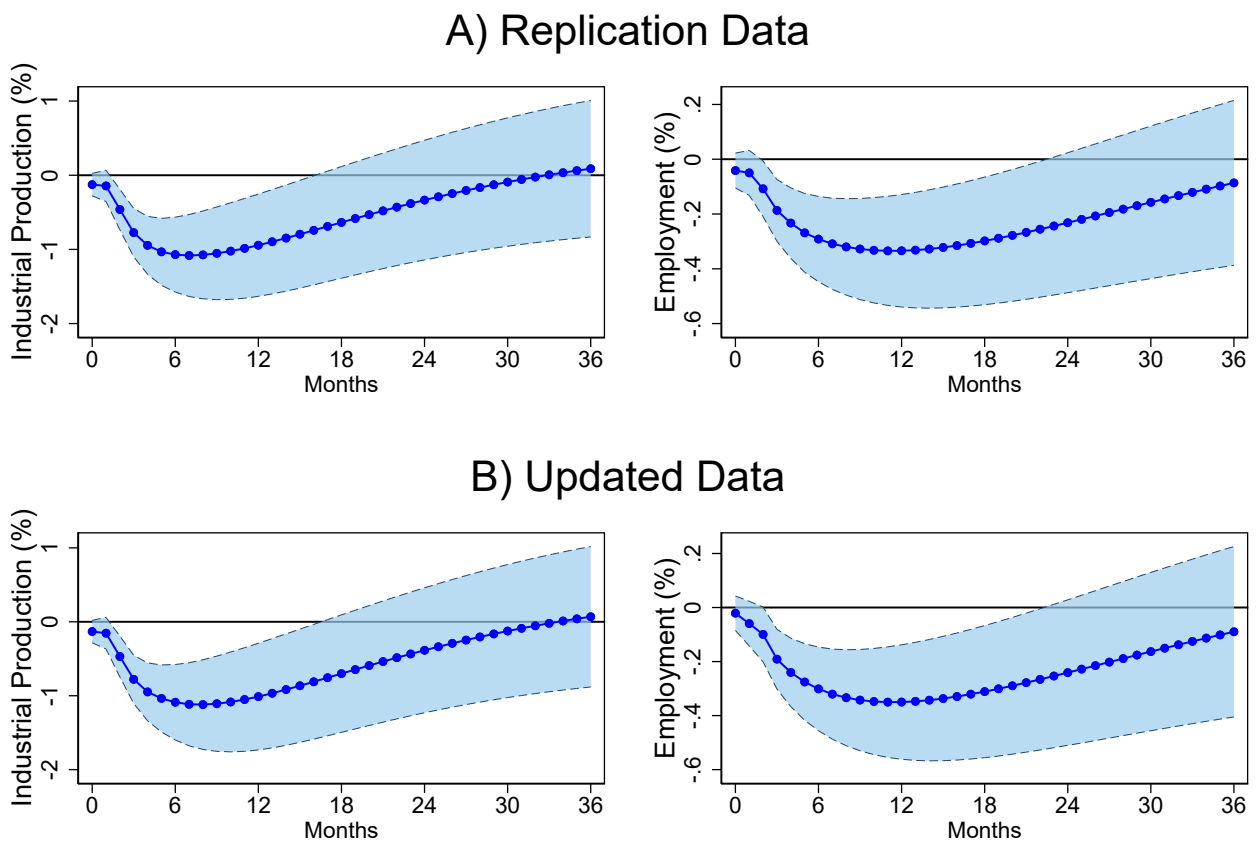 A) Replication Data
Industrial Production (%)
1
0
-1
-2
0 6 12 18 24 30 36
Months
Employment (%)
.2
0
-.2
-.4
-.6
0 6 12 18 24 30 36
Months
B) Updated Data
Industrial Production (%)
1
0
-1
-2
0 6 12 18 24 30 36
Months
Employment (%)
.2
0
-.2
-.4
-.6
0 6 12 18 24 30 36
Months